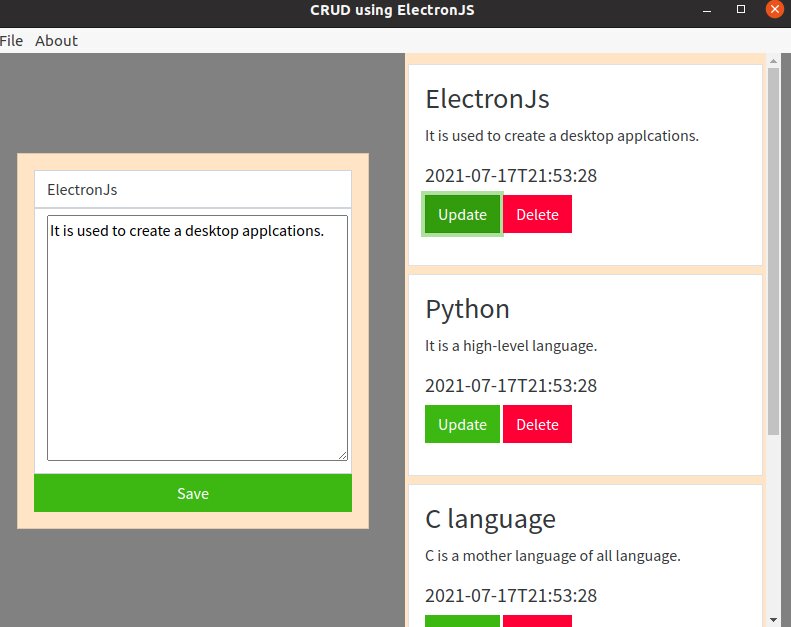 CRUD using ElectronJS
File About
ElectronJs
It is used to create a desktop applcations.
Save
ElectronJs
It is used to create a desktop applcations.
2021-07-17T21:53:28
Update Delete
Python
It is a high-level language.
2021-07-17T21:53:28
Update Delete
C language
C is a mother language of all language.
2021-07-17T21:53:28